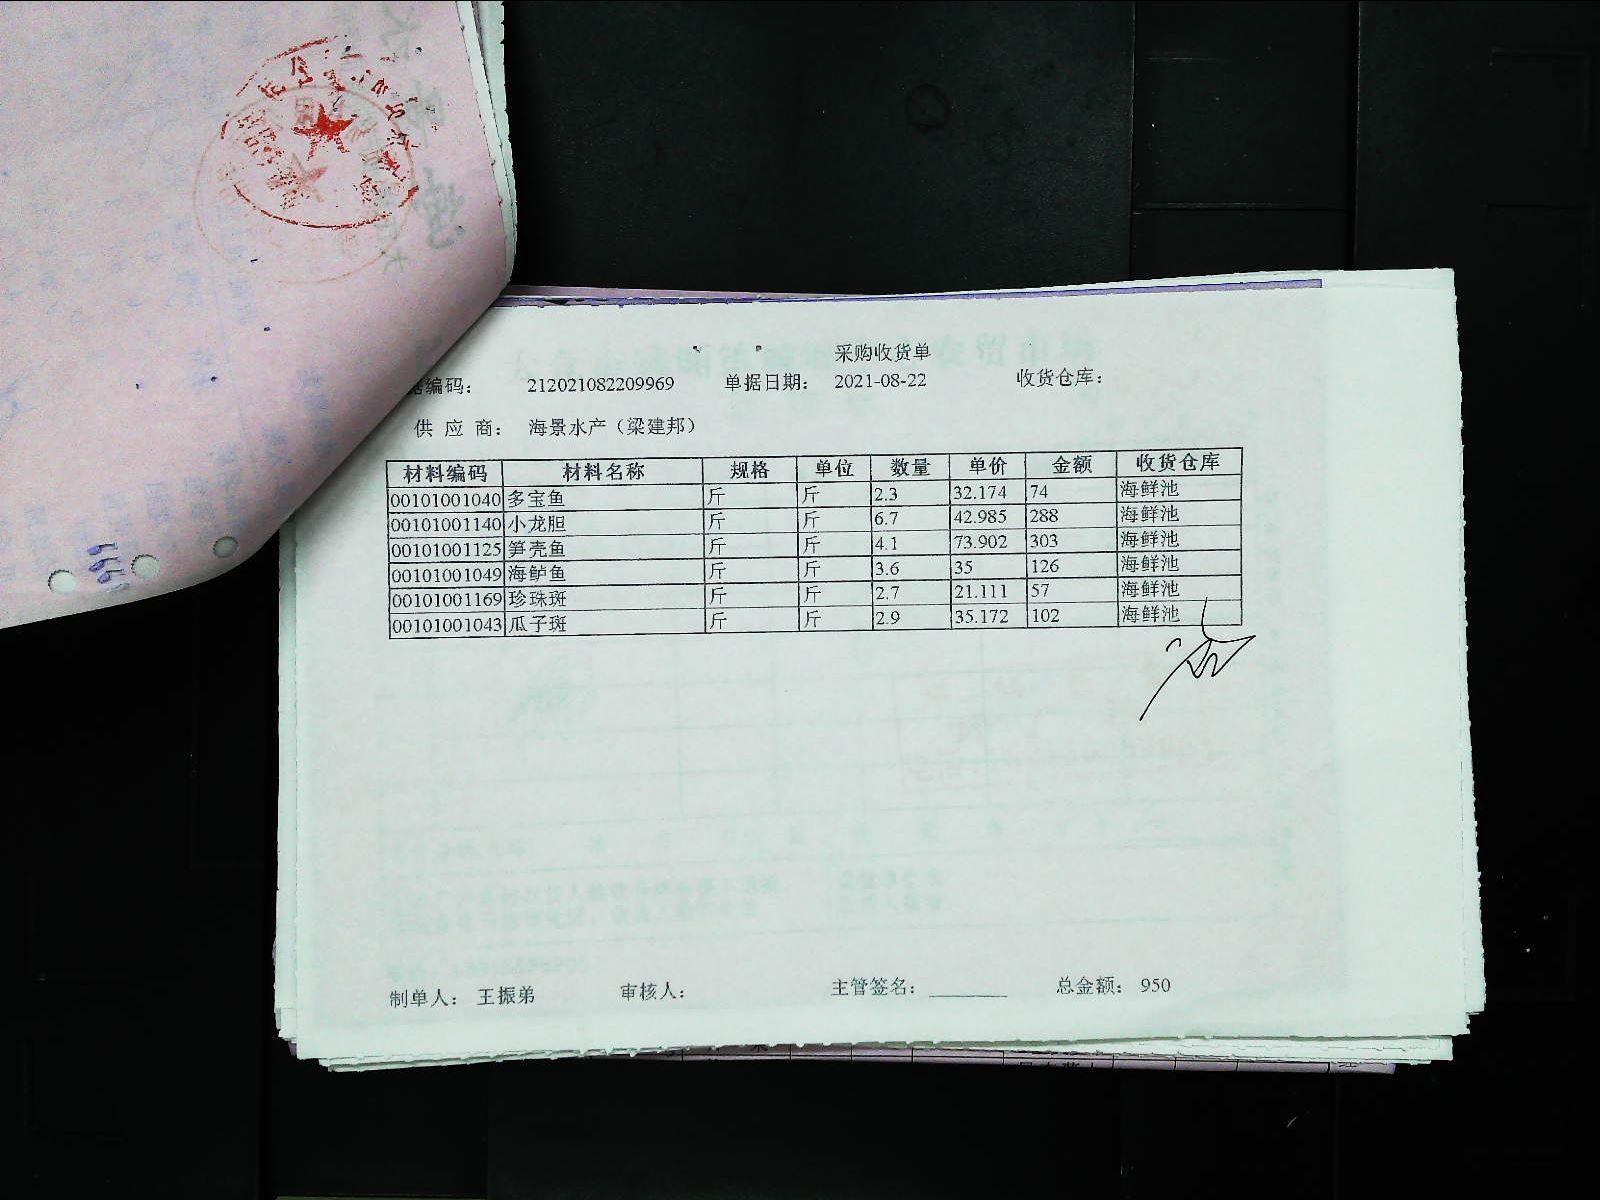 采购收货单
编码： 212021082209969 单据日期： 2021-08-22 收货仓库：
供 应 商： 海景水产（梁建邦）
材料编码 材料名称 规格 单位 数量 单价 金额 收货仓库
00101001040 多宝鱼 斤 斤 2.3 32.174 74 海鲜池
00101001140 小龙胆 斤 斤 6.7 42.985 288 海鲜池
00101001125 笋壳鱼 斤 斤 4.1 73.902 303 海鲜池
00101001049 海鲈鱼 斤 斤 3.6 35 126 海鲜池
00101001169 珍珠斑 斤 斤 2.7 21.111 57 海鲜池
00101001043 瓜子斑 斤 斤 2.9 35.172 102 海鲜池
制单人： 王振弟 审核人： 主管签名： ________ 总金额： 950